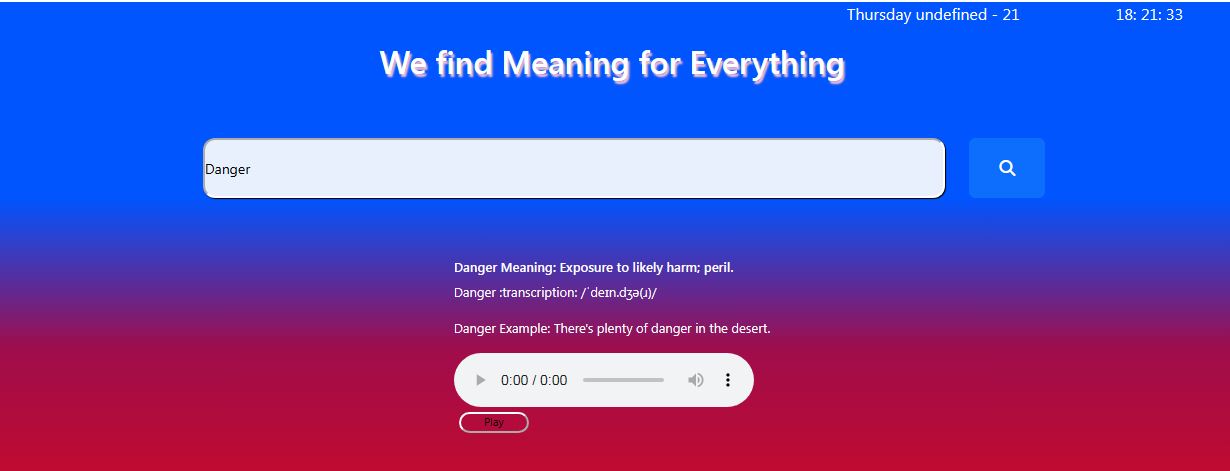 Thursday undefined - 21 18: 21: 33
We find Meaning for Everything
Danger
Danger Meaning: Exposure to likely harm; peril.
Danger :transcription: /ˈdeɪn.dʒə(ɹ)/
Danger Example: There's plenty of danger in the desert.
0:00 / 0:00
Play